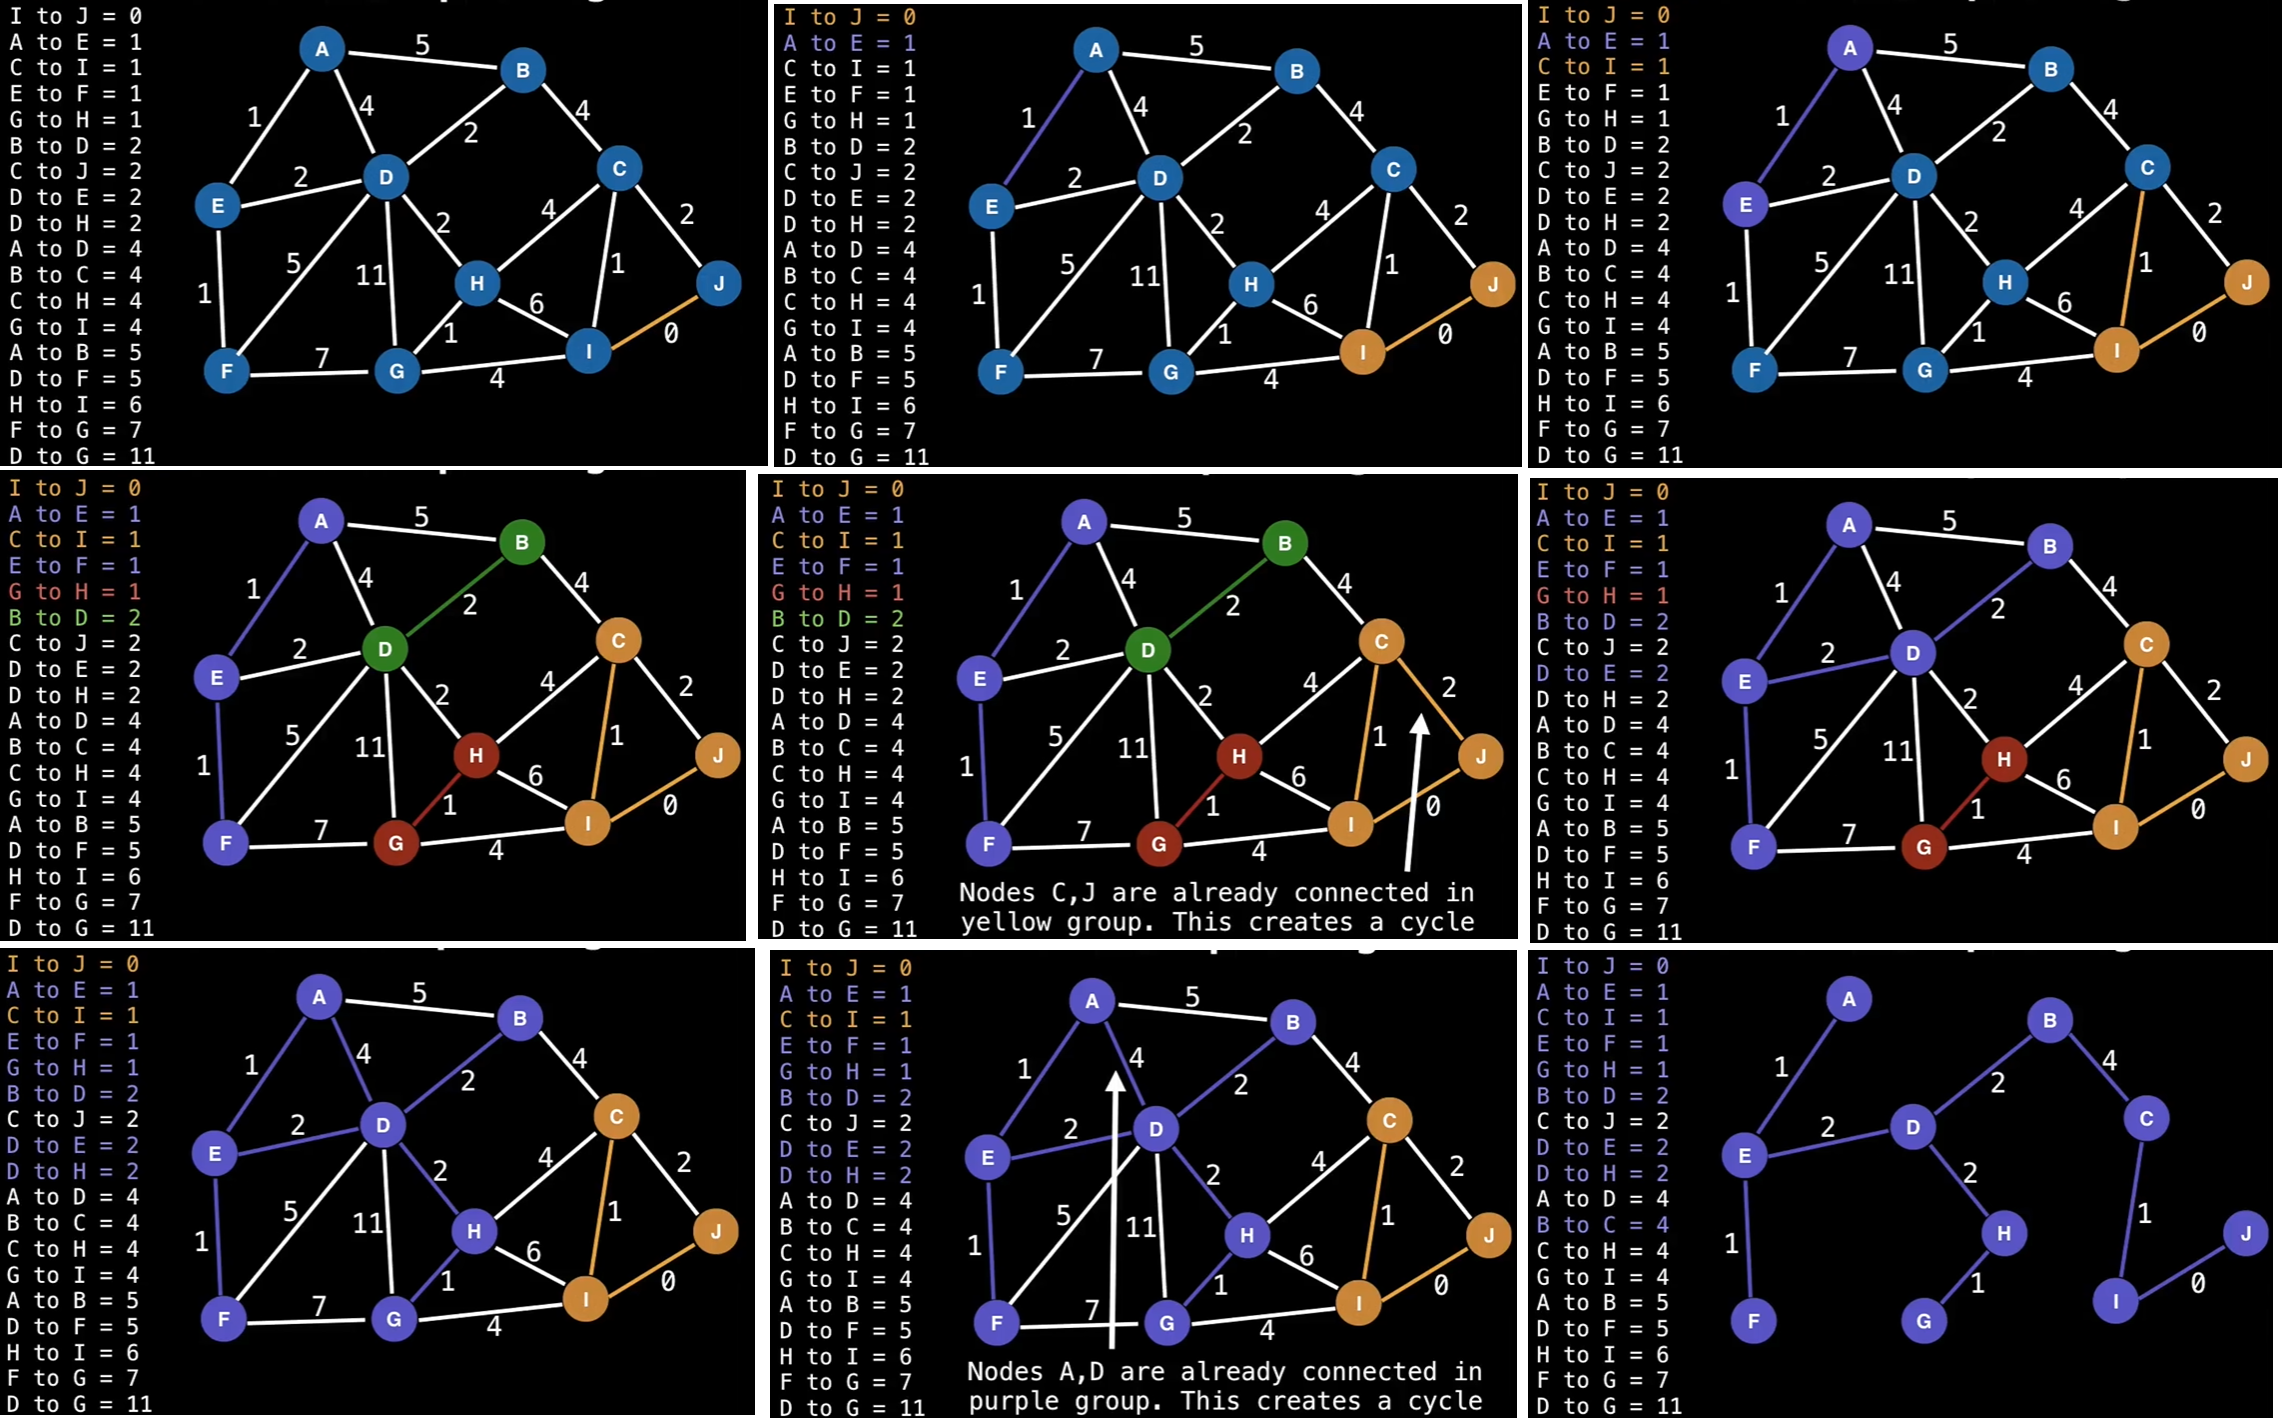 I to J = 0
A to E = 1
C to I = 1
E to F = 1
G to H = 1
B to D = 2
C to J = 2
D to E = 2
D to H = 2
A to D = 4
B to C = 4
C to H = 4
G to I = 4
A to B = 5
D to F = 5
H to I = 6
F to G = 7
D to G = 11
A 5 B
1 4 2 4
E 2 D C
5 11 2 4 1 2
1 H 6 J
1 0
F 7 G 4 I
I to J = 0
A to E = 1
C to I = 1
E to F = 1
G to H = 1
B to D = 2
C to J = 2
D to E = 2
D to H = 2
A to D = 4
B to C = 4
C to H = 4
G to I = 4
A to B = 5
D to F = 5
H to I = 6
F to G = 7
D to G = 11
A 5 B
1 4 2 4
E 2 D C
5 11 2 4 1 2
1 H 6 J
1 0
F 7 G 4 I
I to J = 0
A to E = 1
C to I = 1
E to F = 1
G to H = 1
B to D = 2
C to J = 2
D to E = 2
D to H = 2
A to D = 4
B to C = 4
C to H = 4
G to I = 4
A to B = 5
D to F = 5
H to I = 6
F to G = 7
D to G = 11
A 5 B
1 4 2 4
E 2 D C
5 11 2 4 1 2
1 H 6 J
1 0
F 7 G 4 I
I to J = 0
A to E = 1
C to I = 1
E to F = 1
G to H = 1
B to D = 2
C to J = 2
D to E = 2
D to H = 2
A to D = 4
B to C = 4
C to H = 4
G to I = 4
A to B = 5
D to F = 5
H to I = 6
F to G = 7
D to G = 11
A 5 B
1 4 2 4
E 2 D C
5 11 2 4 1 2
1 H 6 J
1 0
F 7 G 4 I
I to J = 0
A to E = 1
C to I = 1
E to F = 1
G to H = 1
B to D = 2
C to J = 2
D to E = 2
D to H = 2
A to D = 4
B to C = 4
C to H = 4
G to I = 4
A to B = 5
D to F = 5
H to I = 6
F to G = 7
D to G = 11
A 5 B
1 4 2 4
E 2 D C
5 11 2 4 1 2
1 H 6 J
1 0
F 7 G 4 I
Nodes C,J are already connected in
yellow group. This creates a cycle
I to J = 0
A to E = 1
C to I = 1
E to F = 1
G to H = 1
B to D = 2
C to J = 2
D to E = 2
D to H = 2
A to D = 4
B to C = 4
C to H = 4
G to I = 4
A to B = 5
D to F = 5
H to I = 6
F to G = 7
D to G = 11
A 5 B
1 4 2 4
E 2 D C
5 11 2 4 1 2
1 H 6 J
1 0
F 7 G 4 I
I to J = 0
A to E = 1
C to I = 1
E to F = 1
G to H = 1
B to D = 2
C to J = 2
D to E = 2
D to H = 2
A to D = 4
B to C = 4
C to H = 4
G to I = 4
A to B = 5
D to F = 5
H to I = 6
F to G = 7
D to G = 11
A 5 B
1 4 2 4
E 2 D C
5 11 2 4 1 2
1 H 6 J
1 0
F 7 G 4 I
I to J = 0
A to E = 1
C to I = 1
E to F = 1
G to H = 1
B to D = 2
C to J = 2
D to E = 2
D to H = 2
A to D = 4
B to C = 4
C to H = 4
G to I = 4
A to B = 5
D to F = 5
H to I = 6
F to G = 7
D to G = 11
A 5 B
1 4 2 4
E 2 D C
5 11 2 4 1 2
1 H 6 J
1 0
F 7 G 4 I
Nodes A,D are already connected in
purple group. This creates a cycle
I to J = 0
A to E = 1
C to I = 1
E to F = 1
G to H = 1
B to D = 2
C to J = 2
D to E = 2
D to H = 2
A to D = 4
B to C = 4
C to H = 4
G to I = 4
A to B = 5
D to F = 5
H to I = 6
F to G = 7
D to G = 11
A B
1 2 4
E 2 D C
2 1
1 H J
1 0
F G I